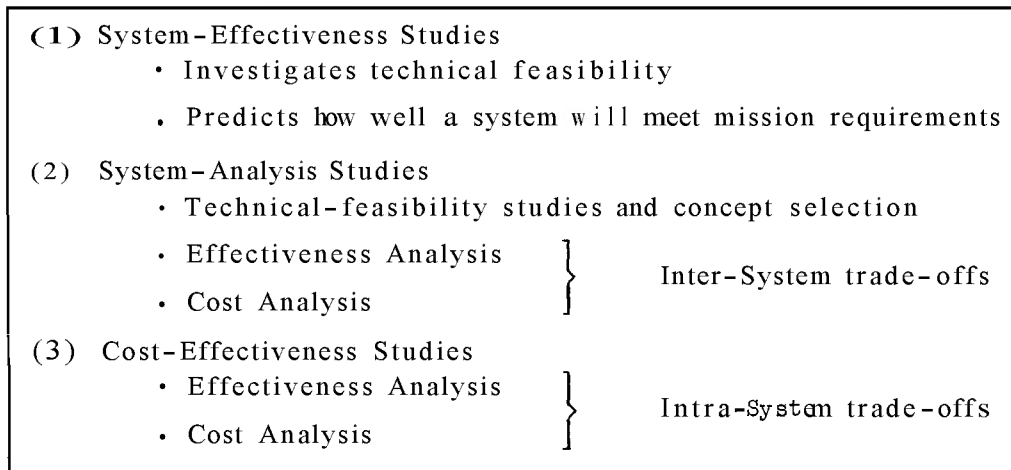 (1) System-Effectiveness Studies
· Investigates technical feasibility
. Predicts how well a system will meet mission requirements
(2) System-Analysis Studies
· Technical-feasibility studies and concept selection
· Effectiveness Analysis
· Cost Analysis
} Inter-System trade-offs
(3) Cost-Effectiveness Studies
· Effectiveness Analysis
· Cost Analysis
} Intra-System trade-offs